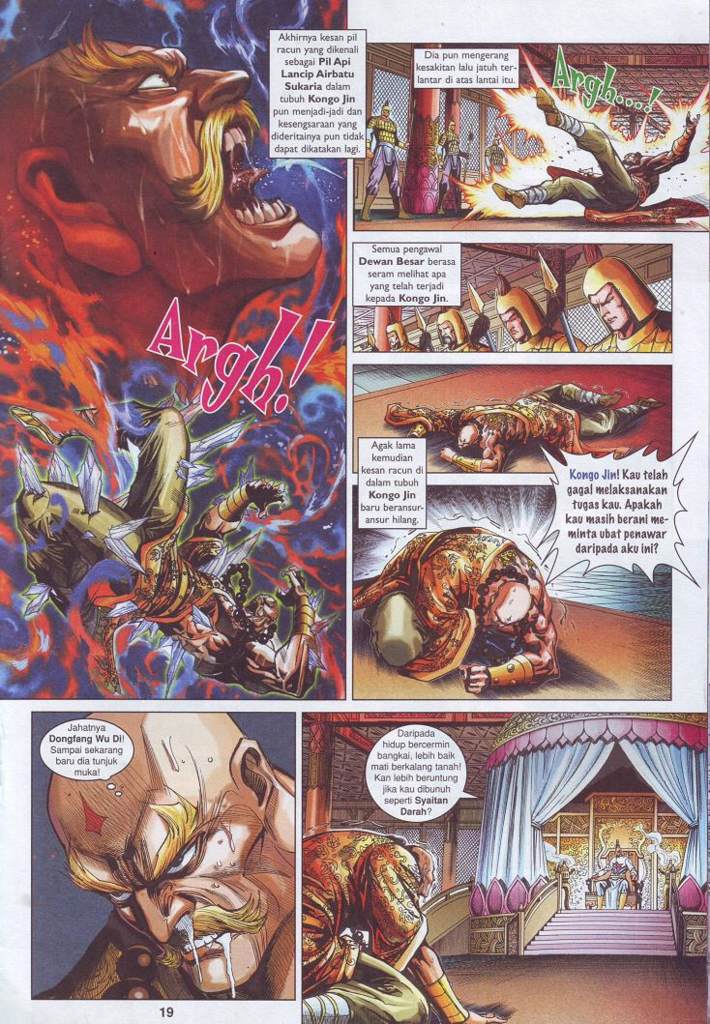 Akhirnya kesan pil
racun yang dikenali
sebagai Pil Api
Lancip Airbatu
Sukaria dalam
tubuh Kongo Jin
pun menjadi-jadi dan
kesengsaraan yang
dideritainya pun tidak
dapat dikatakan lagi.
Argh!
Dia pun mengerang
kesakitan lalu jatuh ter-
lantar di atas lantai itu.
Argh...!
Semua pengawal
Dewan Besar berasa
seram melihat apa
yang telah terjadi
kepada Kongo Jin.
Agak lama
kemudian
kesan racun di
dalam tubuh
Kongo Jin
baru beransur-
ansur hilang.
Kongo Jin! Kau telah
gagal melaksanakan
tugas kau. Apakah
kau masih berani me-
minta ubat penawar
daripada aku ini?
Jahatnya
Dongfang Wu Di!
Sampai sekarang
baru dia tunjuk
muka!
Daripada
hidup bercermin
bangkai, lebih baik
mati berkalang tanah!
Kan lebih beruntung
jika kau dibunuh
seperti Syaitan
Darah?
19